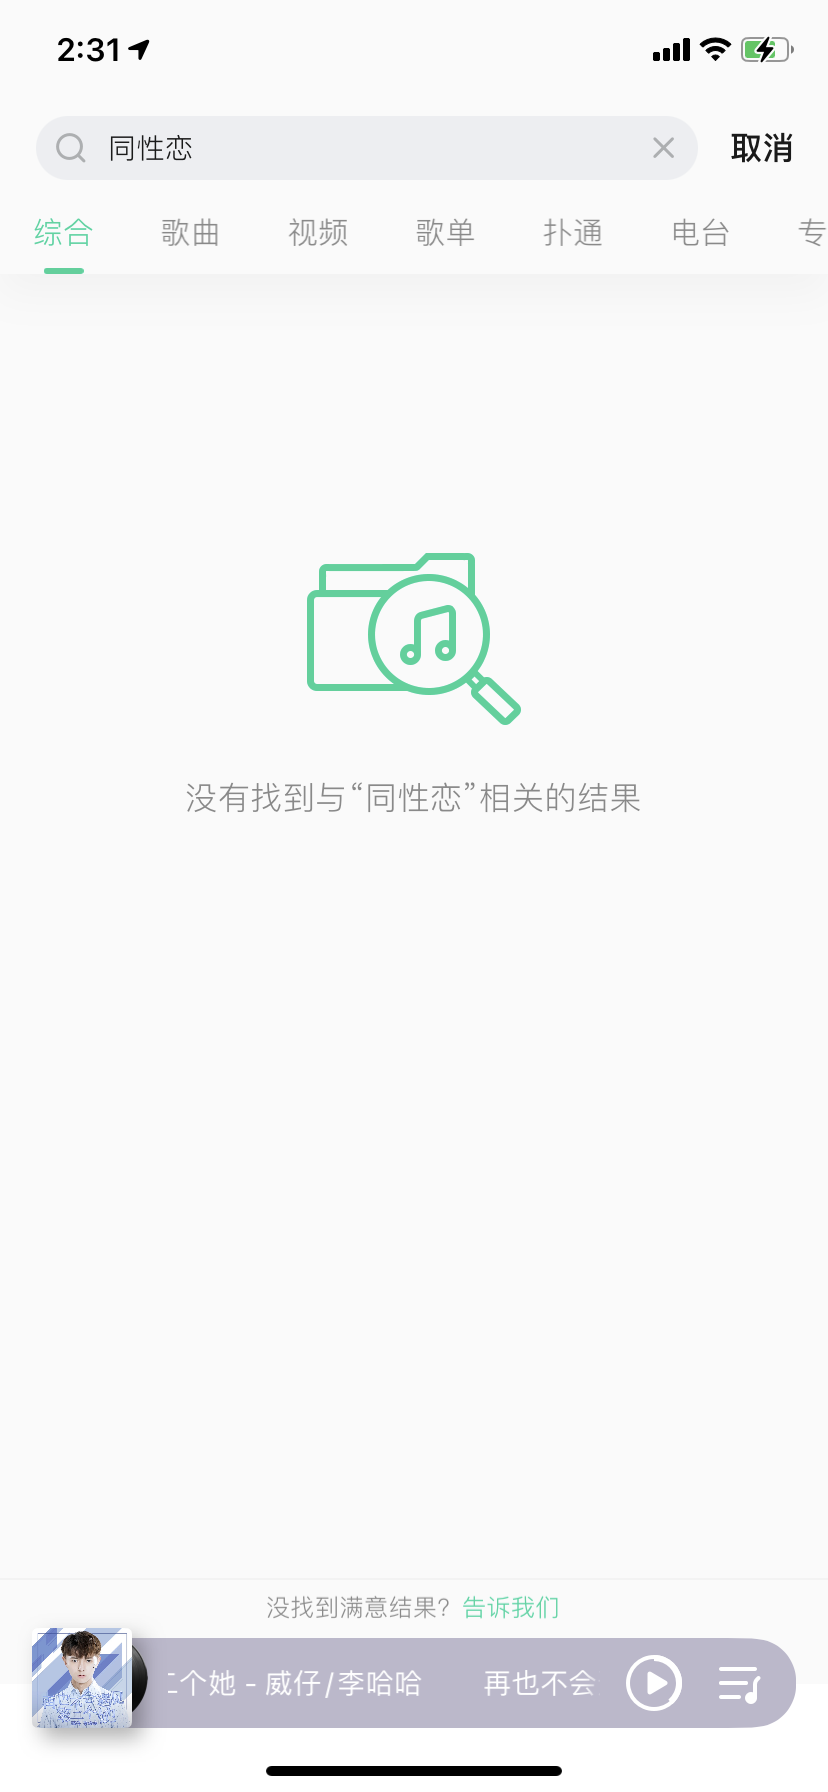 2:31
同性恋
取消
综合 歌曲 视频 歌单 扑通 电台 专
没有找到与“同性恋”相关的结果
没找到满意结果？告诉我们
二个她 - 威仔/李哈哈 再也不会